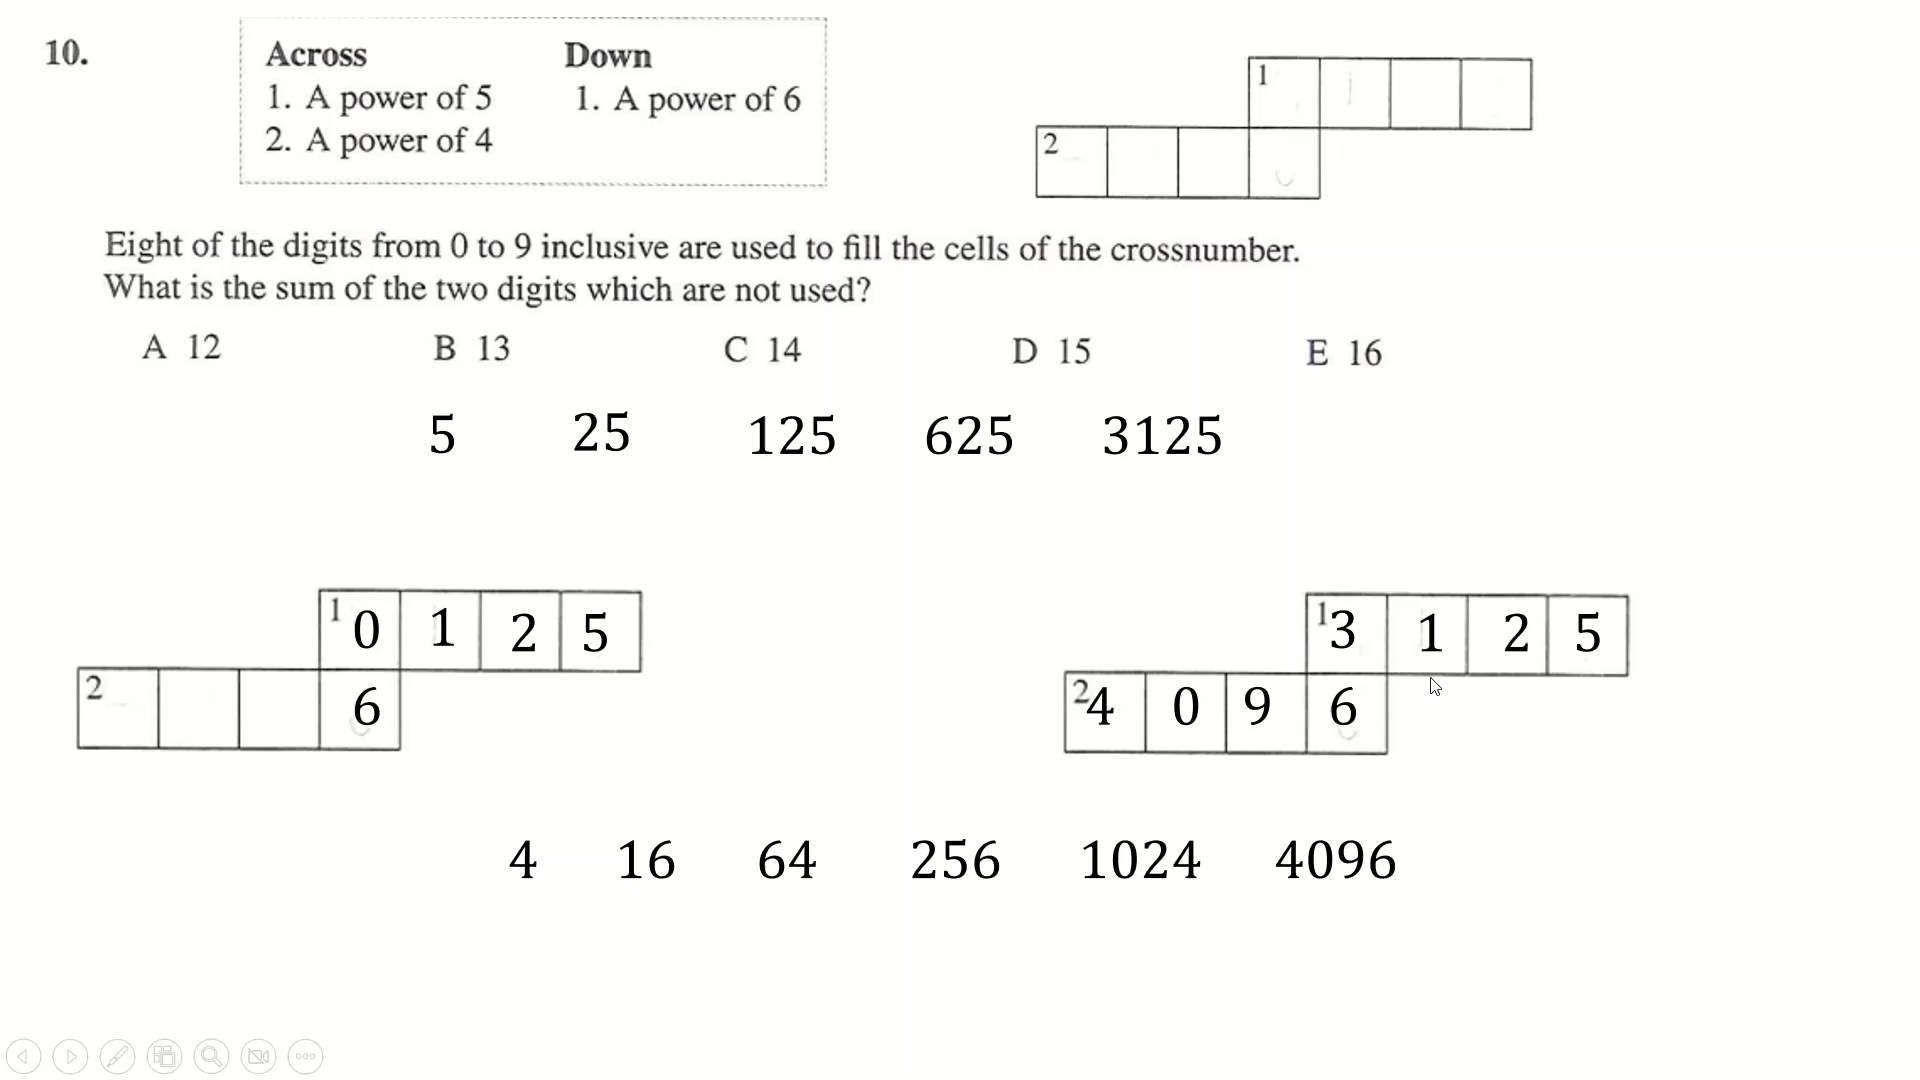 10.
Across Down
1. A power of 5 1. A power of 6
2. A power of 4
1
2
Eight of the digits from 0 to 9 inclusive are used to fill the cells of the crossnumber.
What is the sum of the two digits which are not used?
A 12 B 13 C 14 D 15 E 16
5 25 125 625 3125
1 0 1 2 5
2 6
1 3 1 2 5
2 4 0 9 6
4 16 64 256 1024 4096